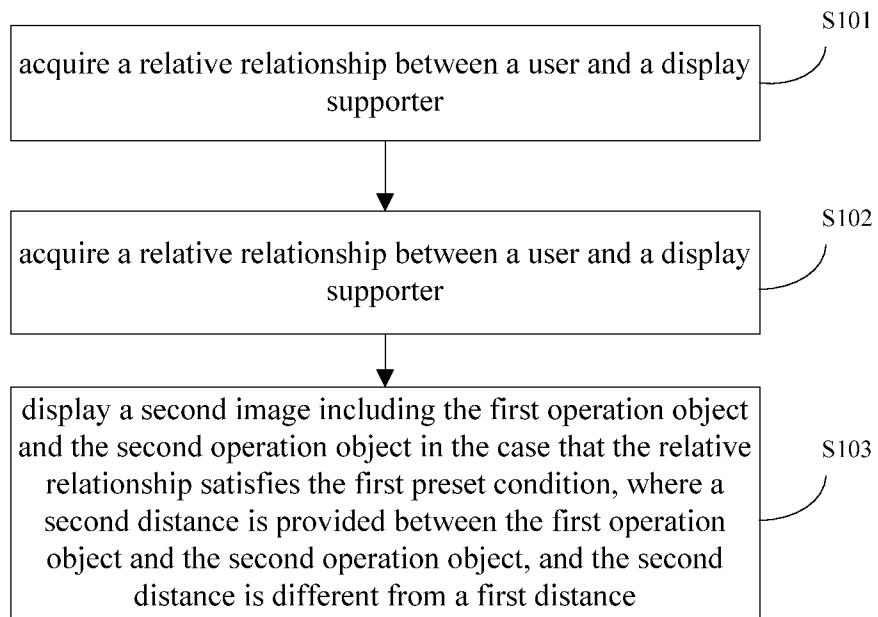 S101
acquire a relative relationship between a user and a display
supporter
S102
acquire a relative relationship between a user and a display
supporter
display a second image including the first operation object
and the second operation object in the case that the relative
relationship satisfies the first preset condition, where a
second distance is provided between the first operation
object and the second operation object, and the second
distance is different from a first distance
S103